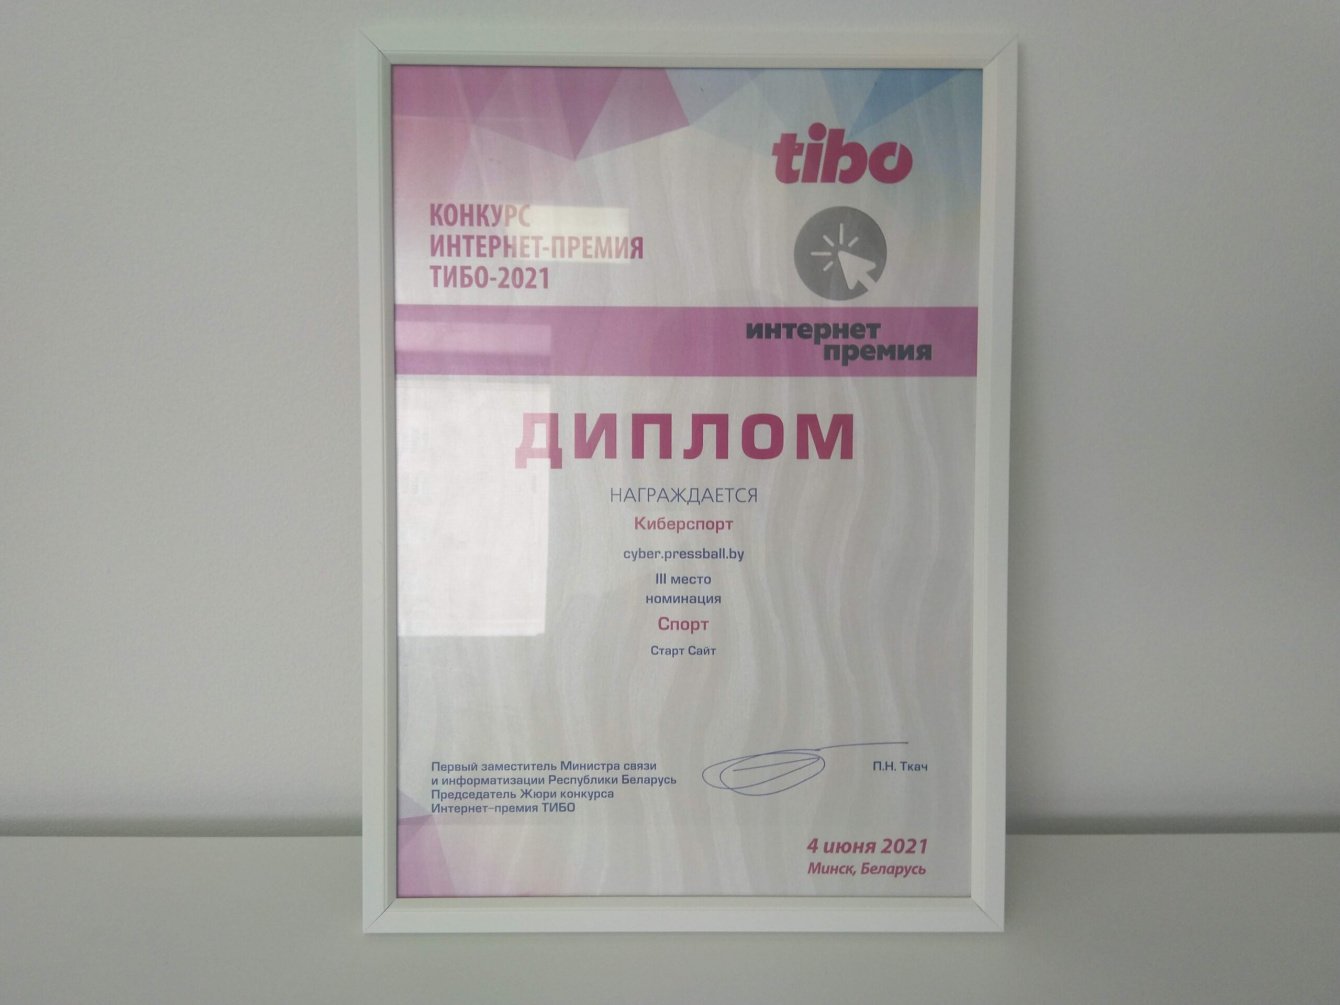 tibo
КОНКУРС
ИНТЕРНЕТ-ПРЕМИЯ
ТИБО-2021
интернет
премия
ДИПЛОМ
НАГРАЖДАЕТСЯ
Киберспорт
cyber.pressball.by
III место
номинация
Спорт
Старт Сайт
Первый заместитель Министра связи
и информатизации Республики Беларусь
Председатель Жюри конкурса
Интернет-премия ТИБО
П.Н. Ткач
4 июня 2021
Минск, Беларусь